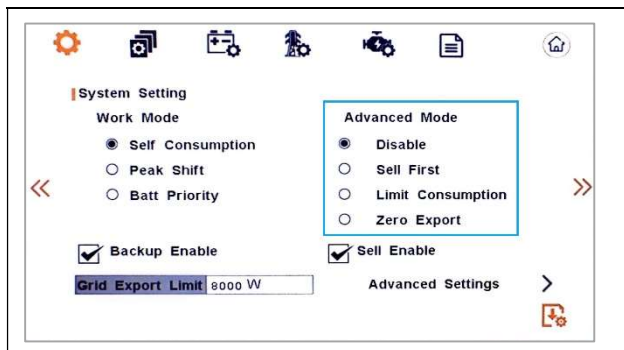 System Setting
Work Mode
Self Consumption
Peak Shift
Batt Priority
Advanced Mode
Disable
Sell First
Limit Consumption
Zero Export
Backup Enable
Sell Enable
Grid Export Limit 8000 W
Advanced Settings